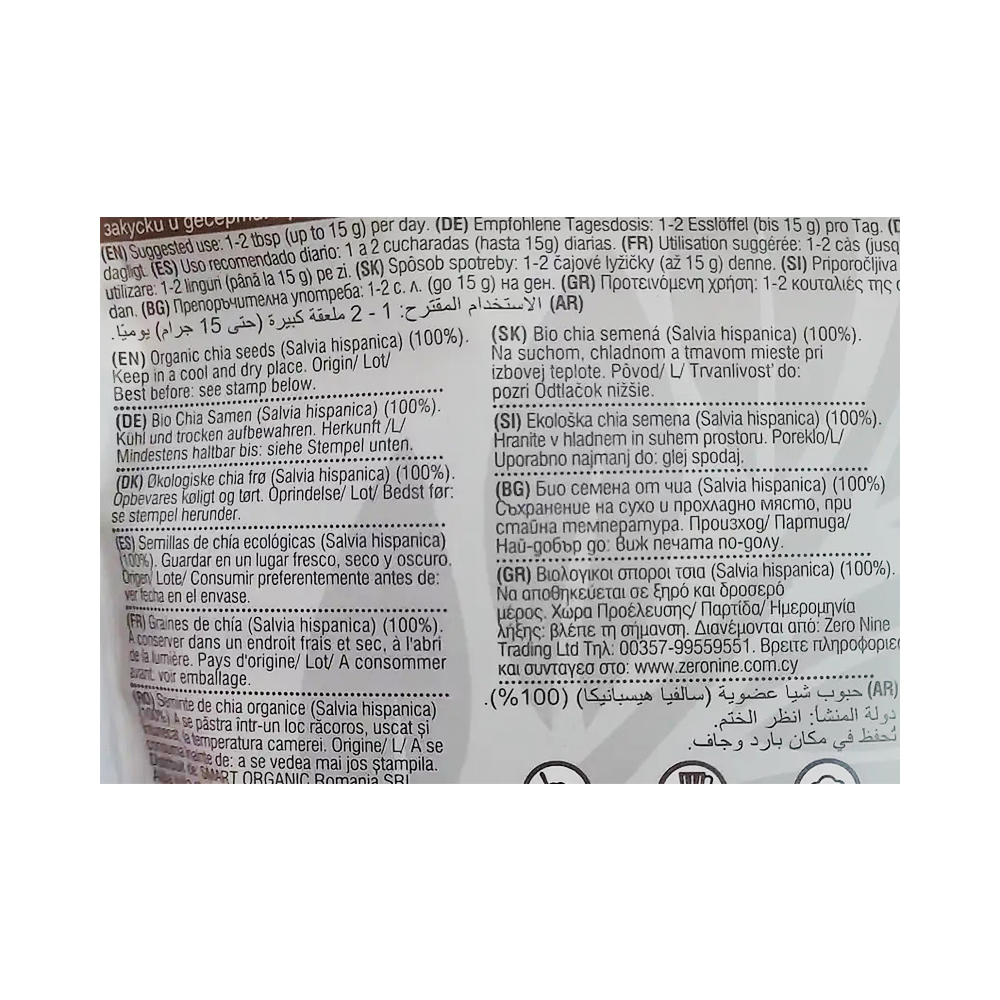 закуски и десерти
(EN) Suggested use: 1-2 tbsp (up to 15 g) per day. (DE) Empfohlene Tagesdosis: 1-2 Esslöffel (bis 15 g) pro Tag.
dagligt. (ES) Uso recomendado diario: 1 a 2 cucharadas (hasta 15g) diarias. (FR) Utilisation suggérée: 1-2 càs (jusq
utilizare: 1-2 linguri (până la 15 g) pe zi. (SK) Spôsob spotreby: 1-2 čajové lyžičky (až 15 g) denne. (SI) Priporočljiva
dan. (BG) Препоръчителна употреба: 1-2 с. л. (до 15 g) на ден. (GR) Προτεινόμενη χρήση: 1-2 κουταλιές της
(AR) الاستخدام المقترح: 1 - 2 ملعقة كبيرة (حتى 15 جرام) يوميًا.
(EN) Organic chia seeds (Salvia hispanica) (100%).
Keep in a cool and dry place. Origin/ Lot/
Best before: see stamp below.
(DE) Bio Chia Samen (Salvia hispanica) (100%).
Kühl und trocken aufbewahren. Herkunft /L/
Mindestens haltbar bis: siehe Stempel unten.
(DK) Økologiske chia frø (Salvia hispanica) (100%).
Opbevares køligt og tørt. Oprindelse/ Lot/ Bedst før:
se stempel herunder.
(ES) Semillas de chía ecológicas (Salvia hispanica)
(100%). Guardar en un lugar fresco, seco y oscuro.
Origen/ Lote/ Consumir preferentemente antes de:
ver fecha en el envase.
(FR) Graines de chía (Salvia hispanica) (100%).
A conserver dans un endroit frais et sec, à l'abri
de la lumière. Pays d'origine/ Lot/ A consommer
avant: voir emballage.
(RO) Seminte de chia organice (Salvia hispanica)
(100%) A se păstra într-un loc răcoros, uscat și
la temperatura camerei. Origine/ L/ A se
consuma înainte de: a se vedea mai jos ștampila.
SMART ORGANIC Romania SRL
(SK) Bio chia semená (Salvia hispanica) (100%).
Na suchom, chladnom a tmavom mieste pri
izbovej teplote. Pôvod/ L/ Trvanlivosť do:
pozri Odtlačok nižšie.
(SI) Ekološka chia semena (Salvia hispanica) (100%).
Hranite v hladnem in suhem prostoru. Poreklo/L/
Uporabno najmanj do: glej spodaj.
(BG) Био семена от чиа (Salvia hispanica) (100%)
Съхранение на сухо и прохладно място, при
стайна температура. Произход/ Партида/
Най-добър до: виж печата по-долу.
(GR) Βιολογικοι σποροι τσια (Salvia hispanica) (100%).
Να αποθηκεύεται σε ξηρό και δροσερό
μέρος. Χώρα Προέλευσης/ Παρτίδα/ Ημερομηνία
λήξης: βλέπε τη σήμανση. Διανέμονται από: Zero Nine
Trading Ltd Τηλ: 00357-99559551. Βρειτε πληροφοριες
και συνταγεσ στο: www.zeronine.com.cy
(AR) حبوب شيا عضوية (سالفيا هيسبانيكا) (100%).
دولة المنشأ: انظر الختم.
تُحفظ في مكان بارد وجاف.